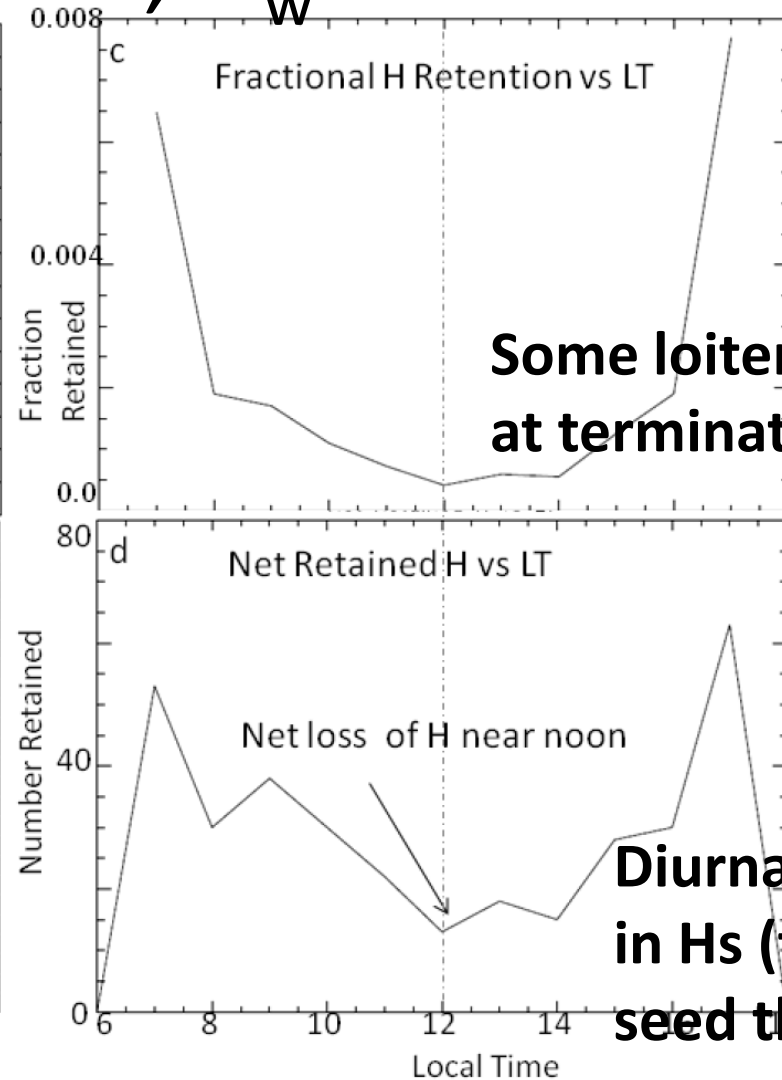 w
0.008
c
Fractional H Retention vs LT
0.004
Fraction
Retained
Some loiter
at terminat
0.0
80
d
Net Retained H vs LT
Number Retained
Net loss of H near noon
40
Diurna
in Hs (
seed th
0
6 8 10 12 14
Local Time